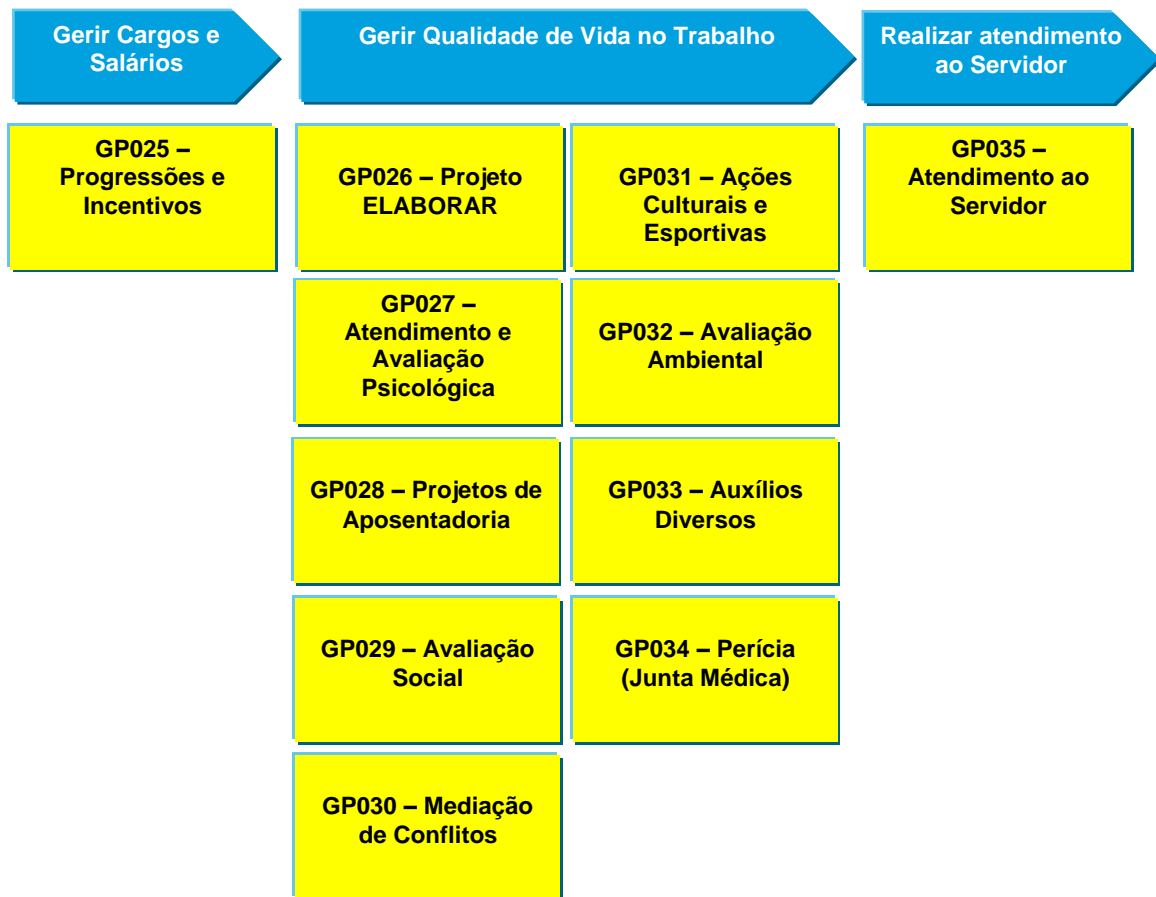 Gerir Cargos e
Salários
Gerir Qualidade de Vida no Trabalho
Realizar atendimento
ao Servidor
GP025 –
Progressões e
Incentivos
GP026 – Projeto
ELABORAR
GP031 – Ações
Culturais e
Esportivas
GP035 –
Atendimento ao
Servidor
GP027 –
Atendimento e
Avaliação
Psicológica
GP032 – Avaliação
Ambiental
GP028 – Projetos de
Aposentadoria
GP033 – Auxílios
Diversos
GP029 – Avaliação
Social
GP034 – Perícia
(Junta Médica)
GP030 – Mediação
de Conflitos